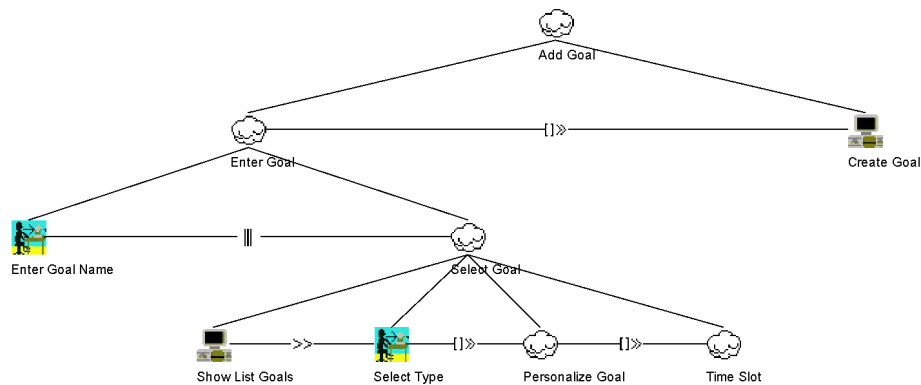 Add Goal
[]>>
Enter Goal
Create Goal
|||
Enter Goal Name
Select Goal
>> []>> []>>
Show List Goals Select Type Personalize Goal Time Slot